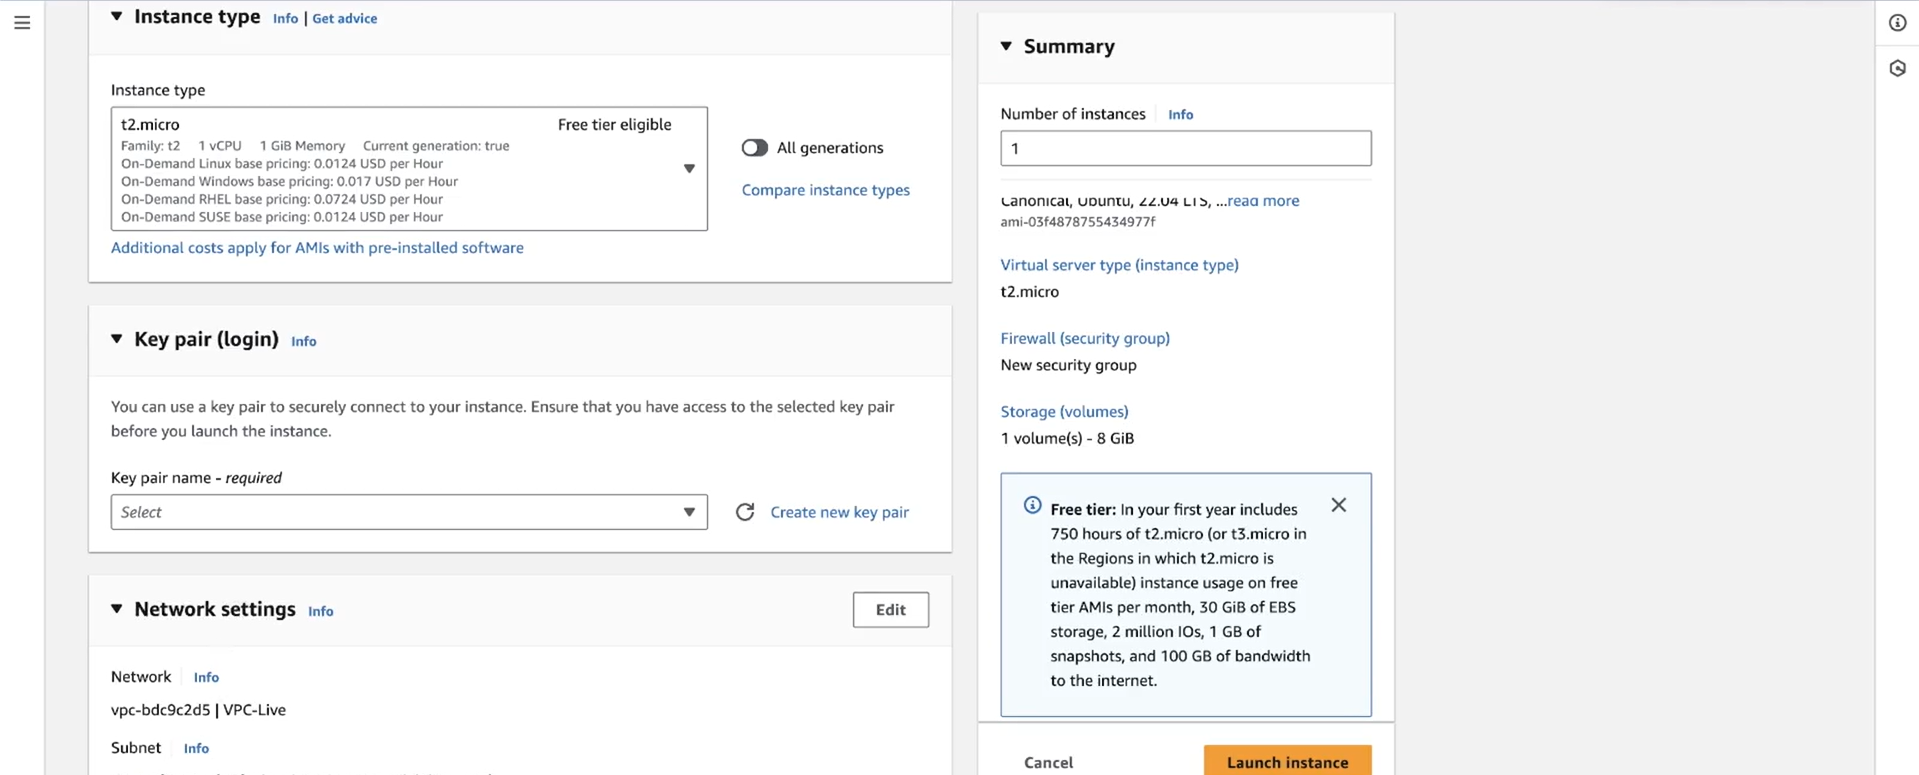 Instance type Info | Get advice
Instance type
t2.micro Free tier eligible
Family: t2 1 vCPU 1 GiB Memory Current generation: true
On-Demand Linux base pricing: 0.0124 USD per Hour
On-Demand Windows base pricing: 0.017 USD per Hour
On-Demand RHEL base pricing: 0.0724 USD per Hour
On-Demand SUSE base pricing: 0.0124 USD per Hour
All generations
Compare instance types
Additional costs apply for AMIs with pre-installed software
Key pair (login) Info
You can use a key pair to securely connect to your instance. Ensure that you have access to the selected key pair
before you launch the instance.
Key pair name - required
Select
Create new key pair
Network settings Info
Edit
Network Info
vpc-bdc9c2d5 | VPC-Live
Subnet Info
Summary
Number of instances Info
1
Canonical, Ubuntu, 22.04 LTS, ...read more
ami-03f4878755434977f
Virtual server type (instance type)
t2.micro
Firewall (security group)
New security group
Storage (volumes)
1 volume(s) - 8 GiB
Free tier: In your first year includes
750 hours of t2.micro (or t3.micro in
the Regions in which t2.micro is
unavailable) instance usage on free
tier AMIs per month, 30 GiB of EBS
storage, 2 million IOs, 1 GB of
snapshots, and 100 GB of bandwidth
to the internet.
Cancel
Launch instance